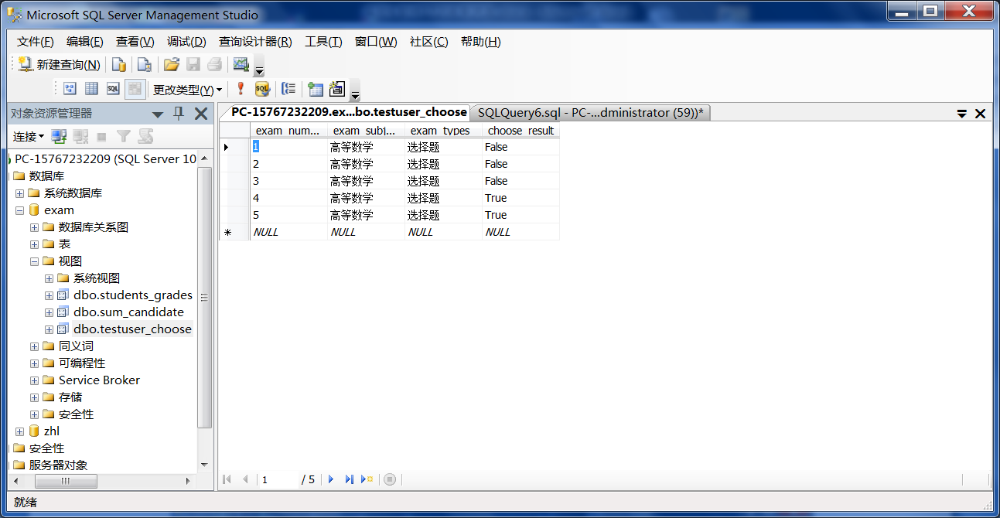 Microsoft SQL Server Management Studio
文件(F) 编辑(E) 查看(V) 调试(D) 查询设计器(R) 工具(T) 窗口(W) 社区(C) 帮助(H)
新建查询(N)
SQL 更改类型(Y) SQL
对象资源管理器
连接
PC-15767232209 (SQL Server 10
数据库
系统数据库
exam
数据库关系图
表
视图
系统视图
dbo.students_grades
dbo.sum_candidate
dbo.testuser_choose
同义词
可编程性
Service Broker
存储
安全性
zhl
安全性
服务器对象
PC-15767232209.ex...bo.testuser_choose SQLQuery6.sql - PC-...dministrator (59))*
exam_num... exam_subj... exam_types choose_result
1 高等数学 选择题 False
2 高等数学 选择题 False
3 高等数学 选择题 False
4 高等数学 选择题 True
5 高等数学 选择题 True
NULL NULL NULL NULL
1 / 5
就绪